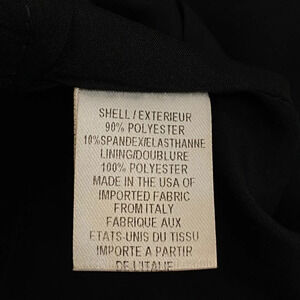 SHELL / EXTERIEUR
90% POLYESTER
10%SPANDEX/ELASTHANNE
LINING/DOUBLURE
100% POLYESTER
MADE IN THE USA OF
IMPORTED FABRIC
FROM ITALY
FABRIQUE AUX
ETATS-UNIS DU TISSU
IMPORTE A PARTIR
DE L'ITALIE